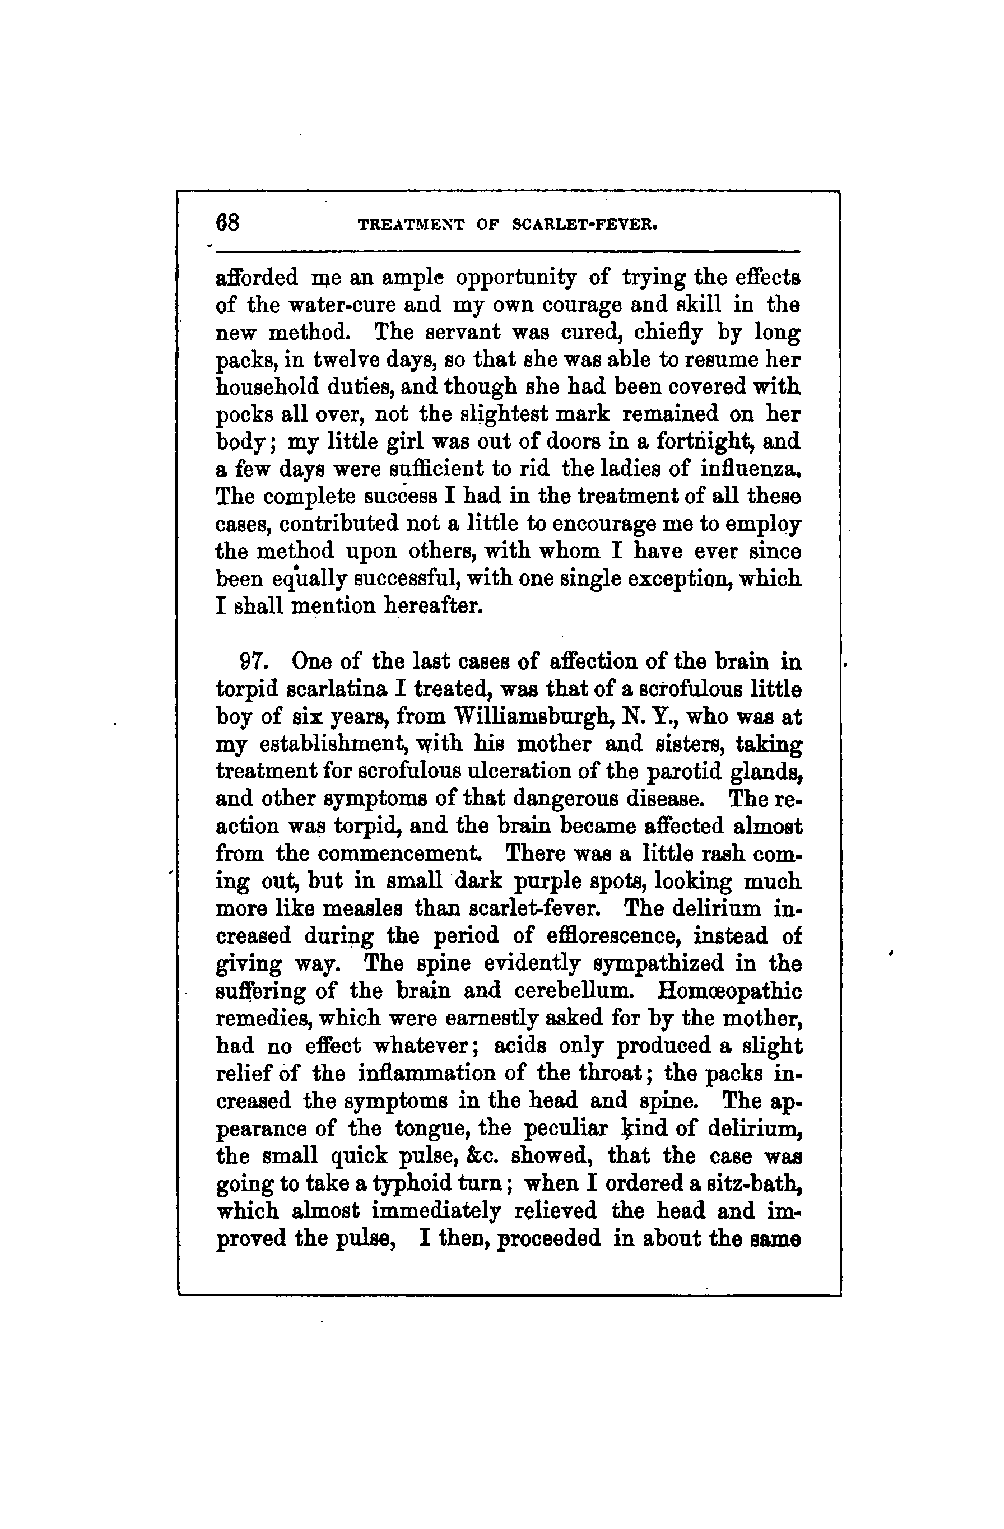 68 TREATMENT OF SCARLET-FEVER.
afforded me an ample opportunity of trying the effects
of the water-cure and my own courage and skill in the
new method. The servant was cured, chiefly by long
packs, in twelve days, so that she was able to resume her
household duties, and though she had been covered with
pocks all over, not the slightest mark remained on her
body; my little girl was out of doors in a fortnight, and
a few days were sufficient to rid the ladies of influenza.
The complete success I had in the treatment of all these
cases, contributed not a little to encourage me to employ
the method upon others, with whom I have ever since
been equally successful, with one single exception, which
I shall mention hereafter.
97. One of the last cases of affection of the brain in
torpid scarlatina I treated, was that of a scrofulous little
boy of six years, from Williamsburgh, N. Y., who was at
my establishment, with his mother and sisters, taking
treatment for scrofulous ulceration of the parotid glands,
and other symptoms of that dangerous disease. The re-
action was torpid, and the brain became affected almost
from the commencement. There was a little rash com-
ing out, but in small dark purple spots, looking much
more like measles than scarlet-fever. The delirium in-
creased during the period of efflorescence, instead of
giving way. The spine evidently sympathized in the
suffering of the brain and cerebellum. Homœopathic
remedies, which were earnestly asked for by the mother,
had no effect whatever; acids only produced a slight
relief of the inflammation of the throat; the packs in-
creased the symptoms in the head and spine. The ap-
pearance of the tongue, the peculiar kind of delirium,
the small quick pulse, &c. showed, that the case was
going to take a typhoid turn; when I ordered a sitz-bath,
which almost immediately relieved the head and im-
proved the pulse, I then, proceeded in about the same